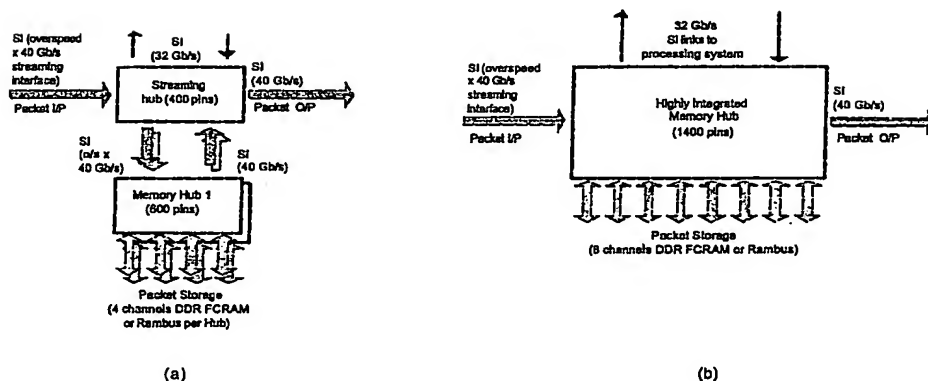 SI (overspeed
x 40 Gb/s
streaming
interface)
Packet I/P
SI
(32 Gb/s)
Streaming
hub (400 pins)
SI
(40 Gb/s)
Packet O/P
SI
(o/s x
40 Gb/s)
SI
(40 Gb/s)
Memory Hub 1
(800 pins)
Packet Storage
(4 channels DDR FCRAM
or Rambus per Hub)
(a)
32 Gb/s
SI links to
processing system
SI (overspeed
x 40 Gb/s
streaming
interface)
Packet I/P
Highly Integrated
Memory Hub
(1400 pins)
SI
(40 Gb/s)
Packet O/P
Packet Storage
(8 channels DDR FCRAM or Rambus)
(b)